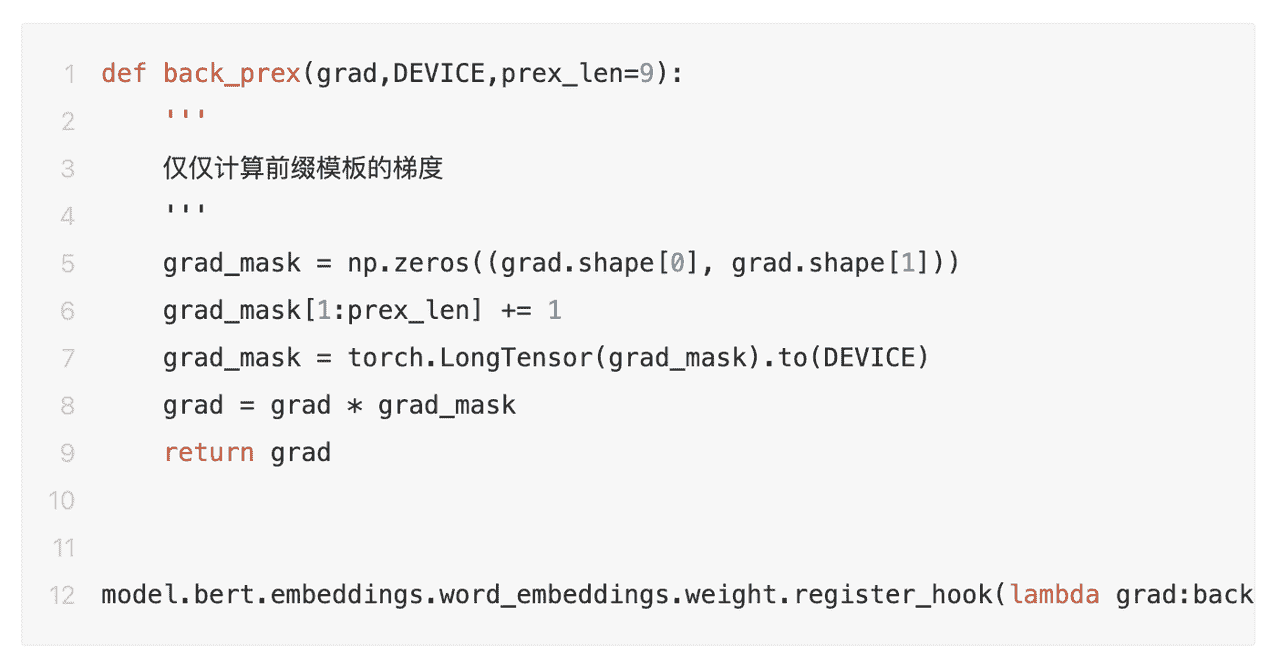 1 def back_prex(grad,DEVICE,prex_len=9):
2     '''
3     仅仅计算前缀模板的梯度
4     '''
5     grad_mask = np.zeros((grad.shape[0], grad.shape[1]))
6     grad_mask[1:prex_len] += 1
7     grad_mask = torch.LongTensor(grad_mask).to(DEVICE)
8     grad = grad * grad_mask
9     return grad
10
11
12 model.bert.embeddings.word_embeddings.weight.register_hook(lambda grad:back